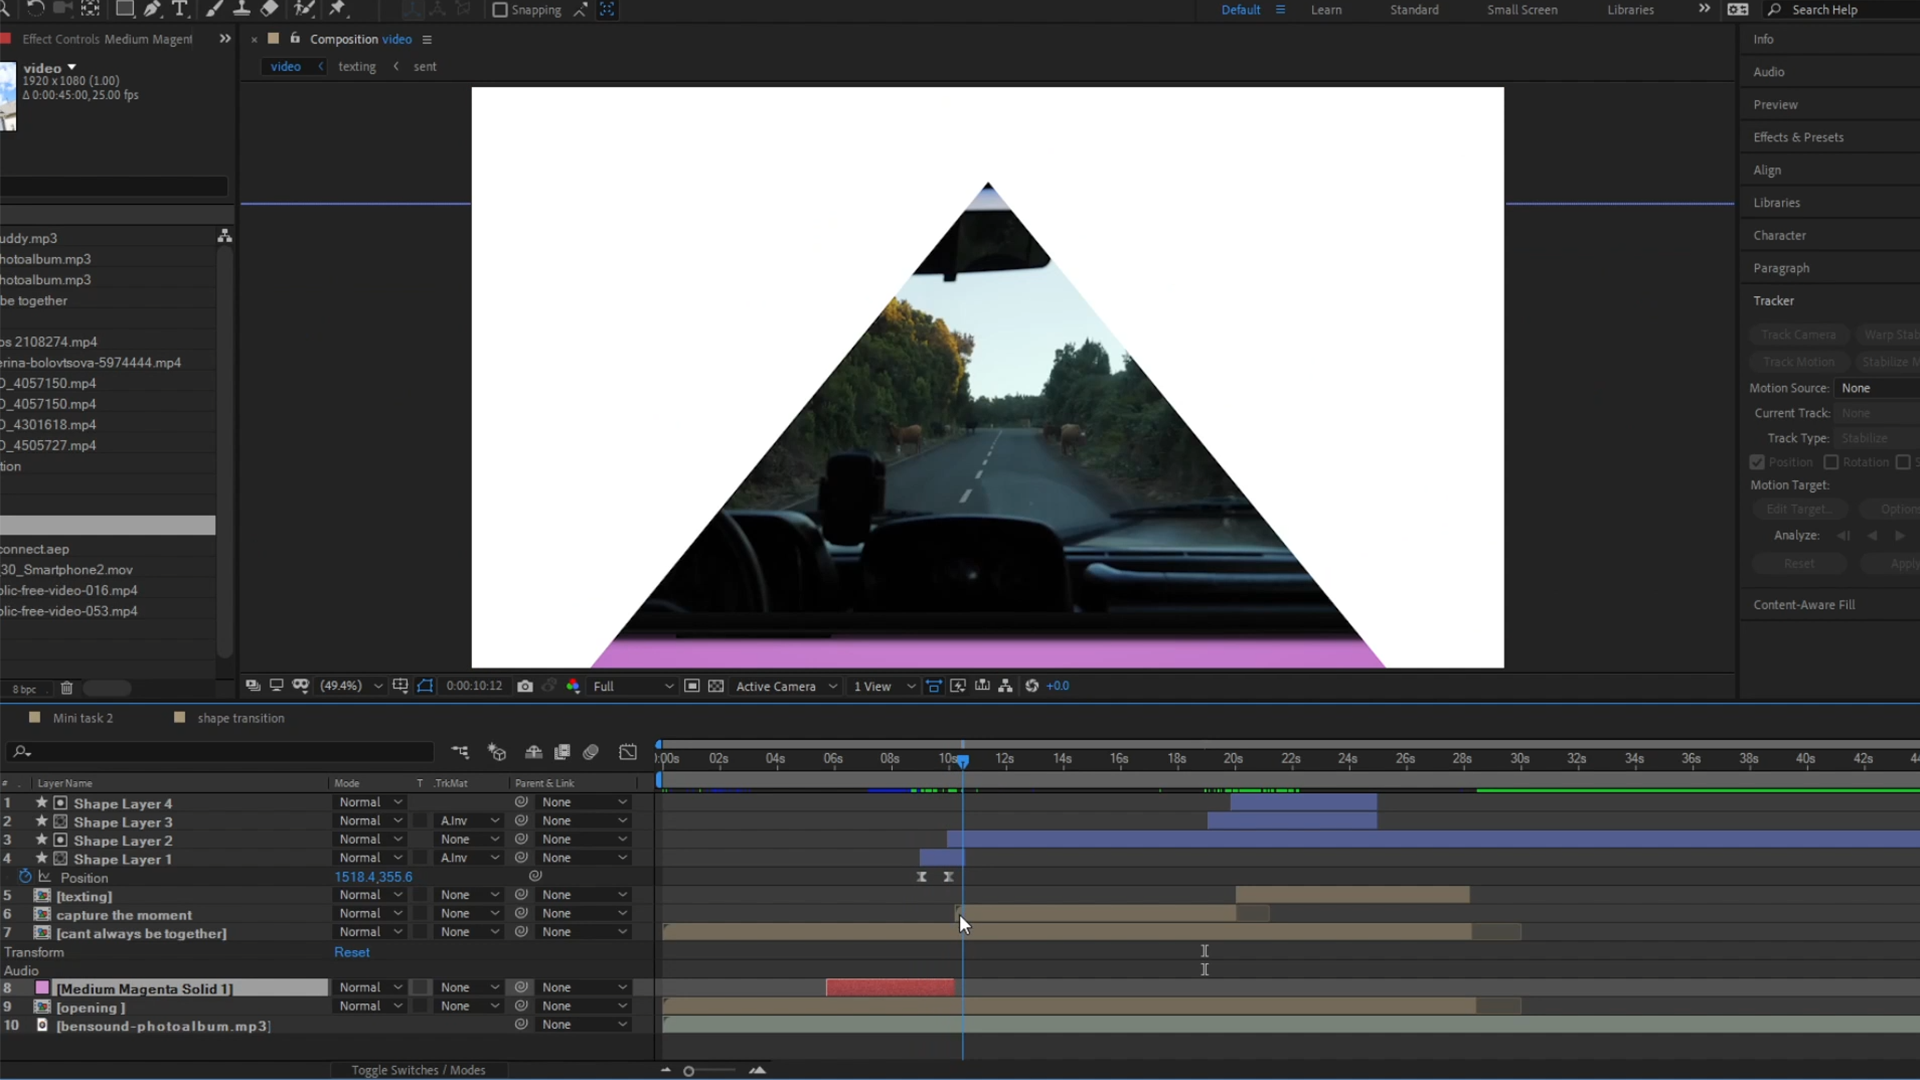 Snapping
Default
Learn
Standard
Small Screen
Libraries
Search Help
Effect Controls Medium Magent
Composition video
Info
video
1920 x 1080 (1.00)
Δ 0:00:45:00, 25.00 fps
video
texting
sent
Audio
Preview
Effects & Presets
Align
Libraries
Character
Paragraph
Tracker
Track Camera
Warp Stab
Track Motion
Stabilize M
Motion Source:
None
Current Track:
None
Track Type:
Stabilize
Position
Rotation
S
Motion Target:
Edit Target...
Options
Analyze:
Reset
Apply
Content-Aware Fill
uddy.mp3
hotoalbum.mp3
hotoalbum.mp3
be together
os 2108274.mp4
erina-bolovtsova-5974444.mp4
D_4057150.mp4
D_4057150.mp4
D_4301618.mp4
D_4505727.mp4
tion
connect.aep
30_Smartphone2.mov
blic-free-video-016.mp4
blic-free-video-053.mp4
8 bpc
(49.4%)
0:00:10:12
Full
Active Camera
1 View
+0.0
Mini task 2
shape transition
:00s 02s 04s 06s 08s 10s 12s 14s 16s 18s 20s 22s 24s 26s 28s 30s 32s 34s 36s 38s 40s 42s 44
# Layer Name Mode T .TrkMat Parent & Link
1 Shape Layer 4 Normal None
2 Shape Layer 3 Normal A.Inv None
3 Shape Layer 2 Normal None None
4 Shape Layer 1 Normal A.Inv None
Position 1518.4,355.6
5 [texting] Normal None None
6 capture the moment Normal None None
7 [cant always be together] Normal None None
Transform Reset
Audio
8 [Medium Magenta Solid 1] Normal None None
9 [opening ] Normal None None
10 [bensound-photoalbum.mp3] None
Toggle Switches / Modes